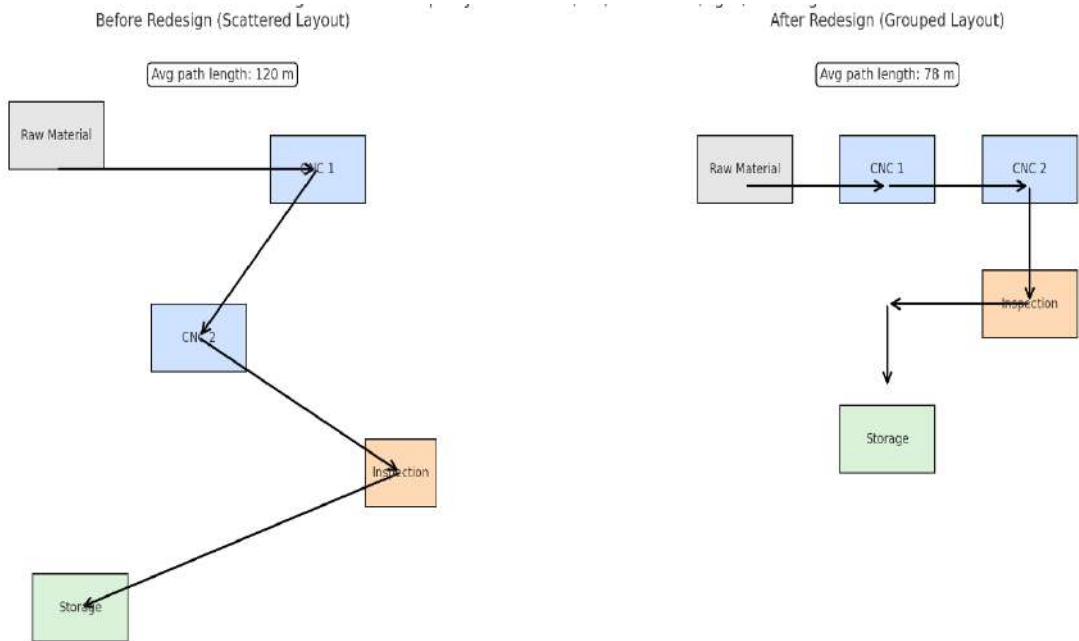 Before Redesign (Scattered Layout)
Avg path length: 120 m
Raw Material
CNC 1
CNC 2
Inspection
Storage
After Redesign (Grouped Layout)
Avg path length: 78 m
Raw Material
CNC 1
CNC 2
Inspection
Storage